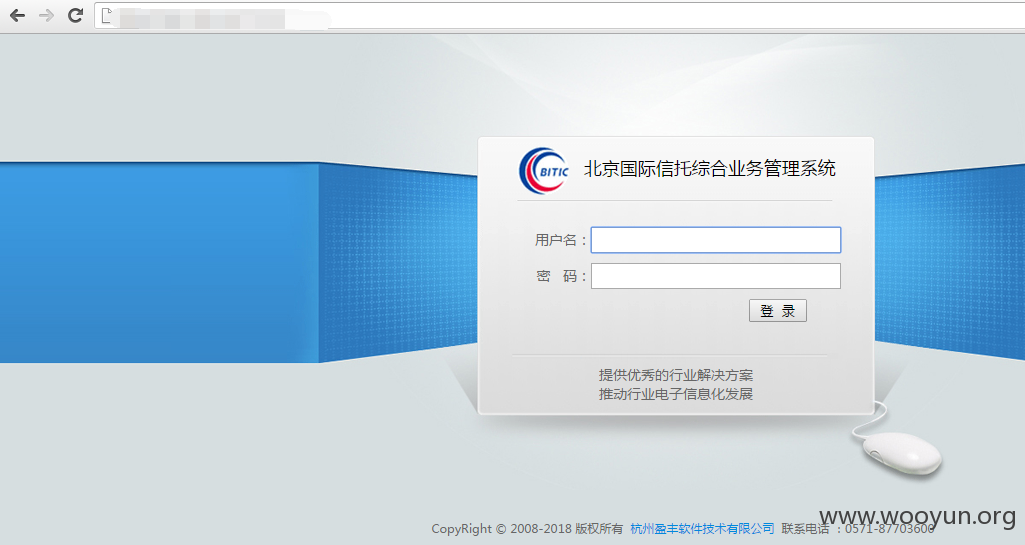 BITIC 北京国际信托综合业务管理系统
用户名：
密 码：
登 录
提供优秀的行业解决方案
推动行业电子信息化发展
www.wooyun.org
CopyRight © 2008-2018 版权所有 杭州盈丰软件技术有限公司 联系电话 ：0571-87703600